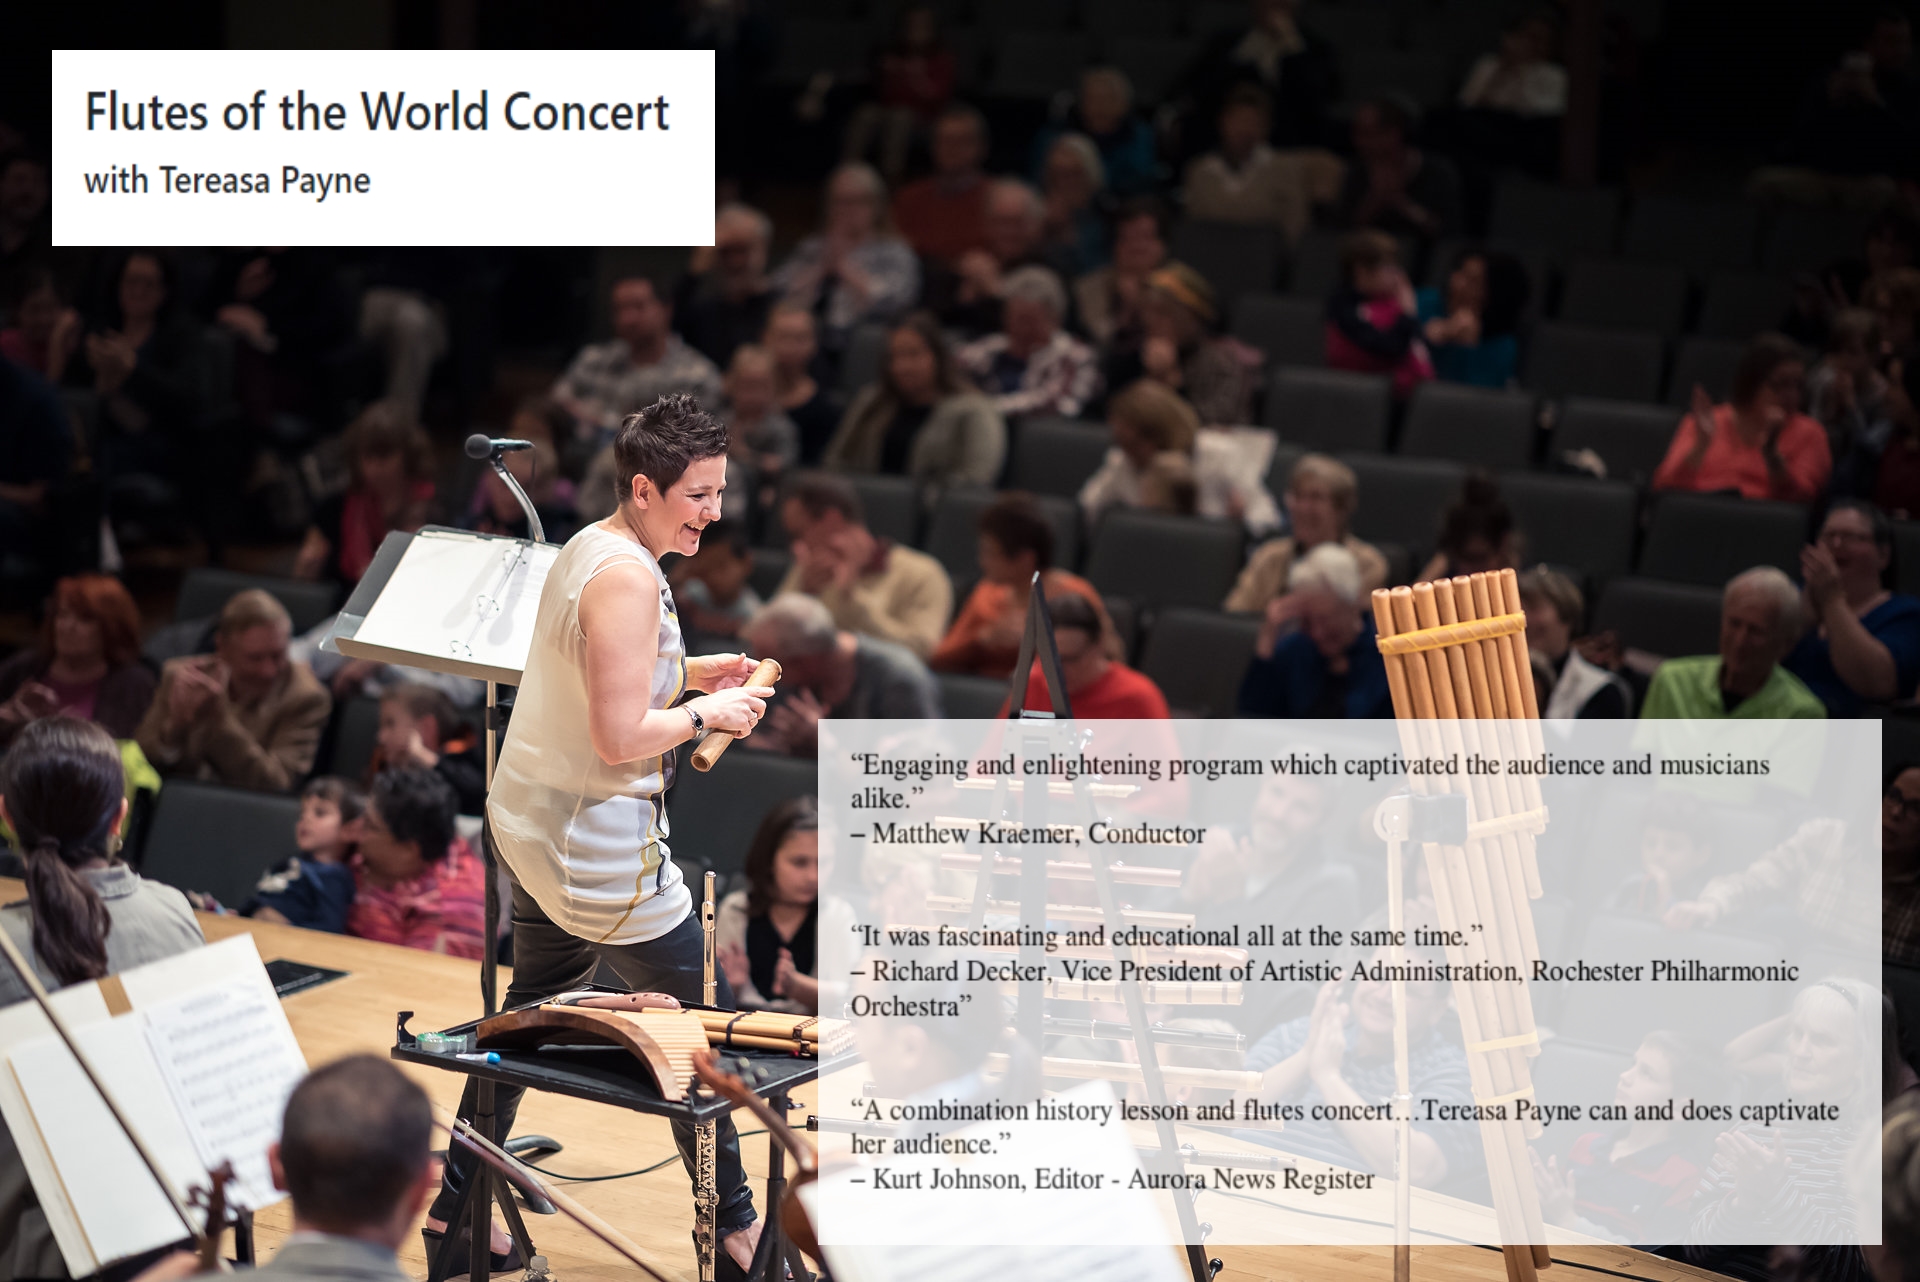 Flutes of the World Concert
with Tereasa Payne
“Engaging and enlightening program which captivated the audience and musicians
alike.”
– Matthew Kraemer, Conductor
“It was fascinating and educational all at the same time.”
– Richard Decker, Vice President of Artistic Administration, Rochester Philharmonic
Orchestra”
“A combination history lesson and flutes concert…Tereasa Payne can and does captivate
her audience.”
– Kurt Johnson, Editor - Aurora News Register